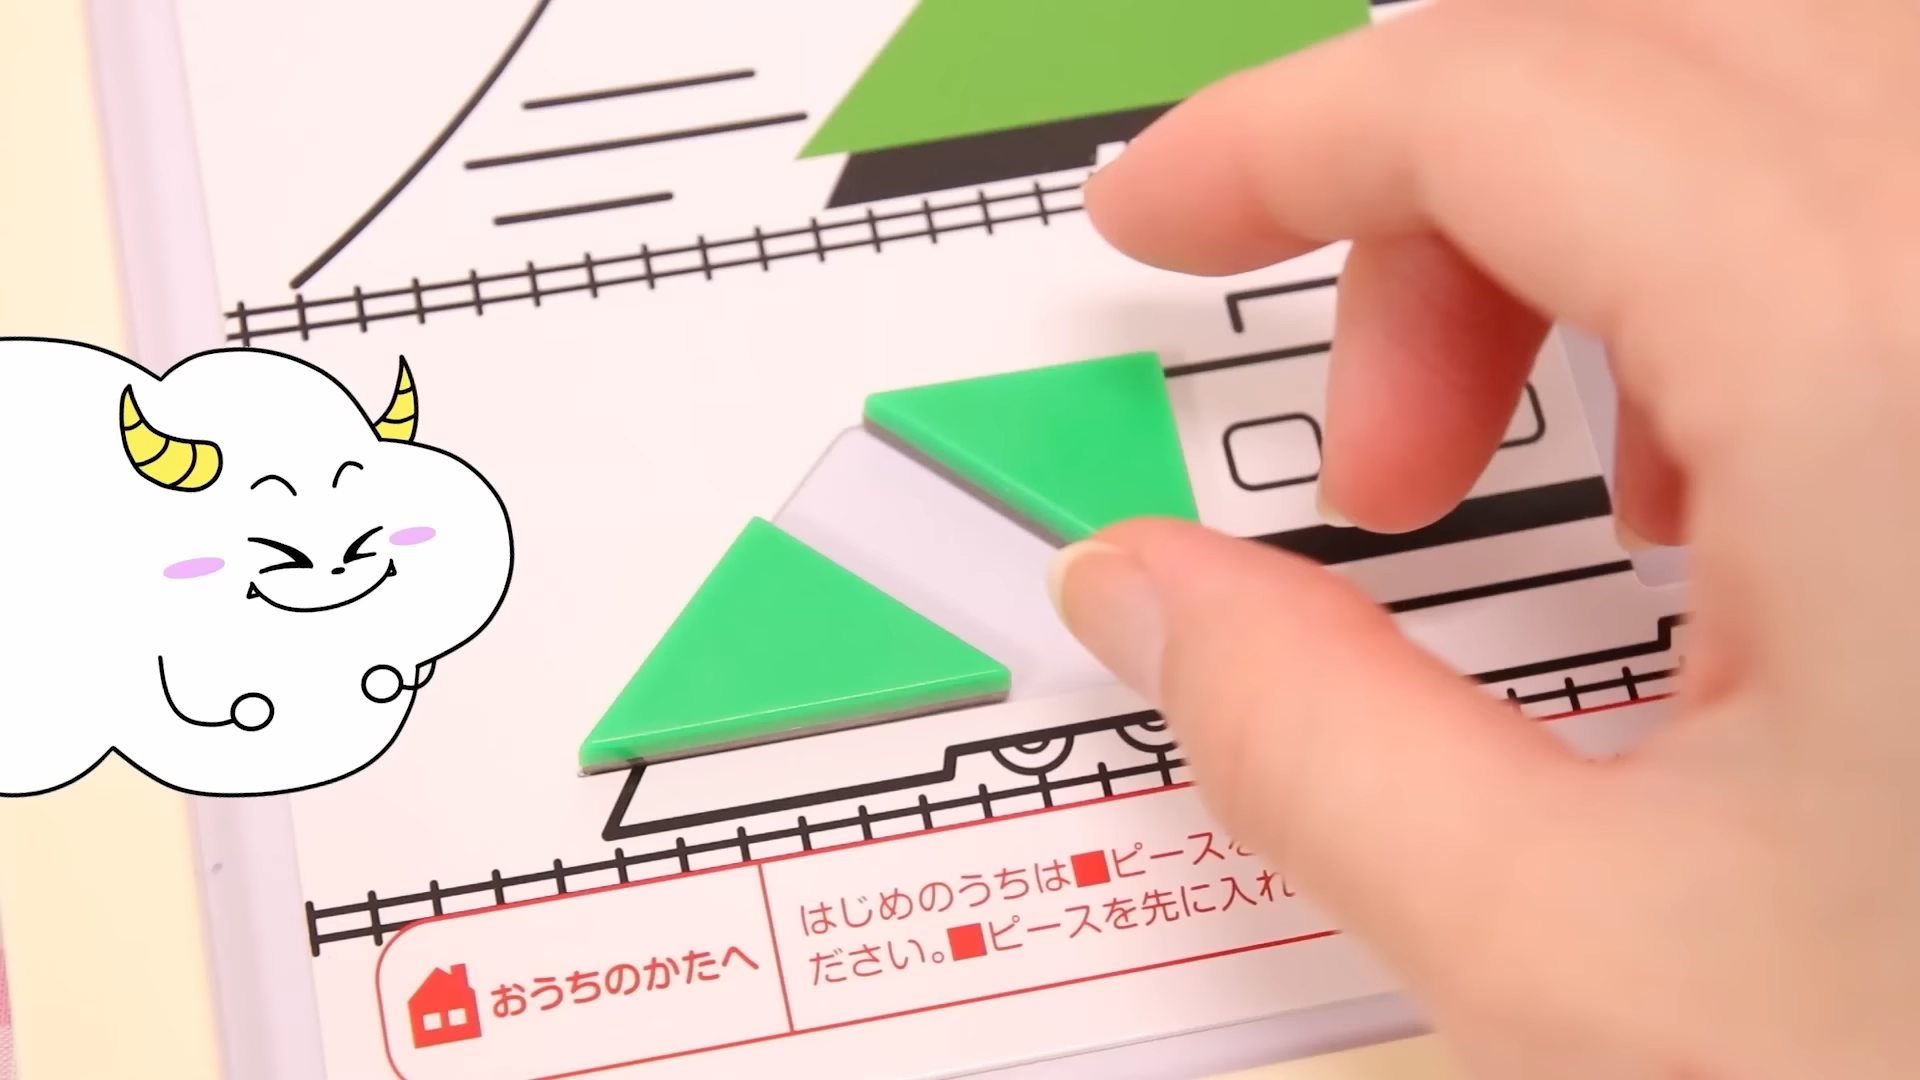 おうちのかたへ
はじめのうちは■ピース
ださい。■ピースを先に入れ